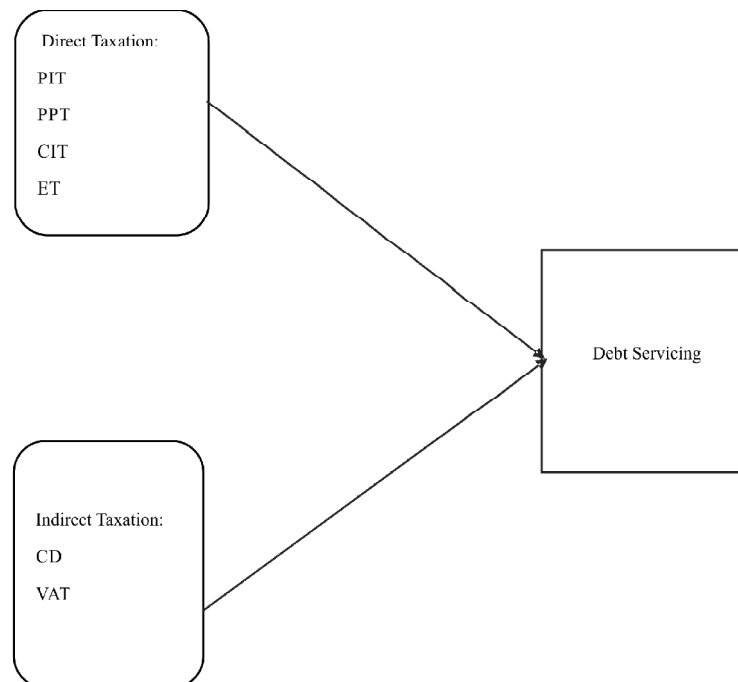 Direct Taxation:
PIT
PPT
CIT
ET
Debt Servicing
Indirect Taxation:
CD
VAT